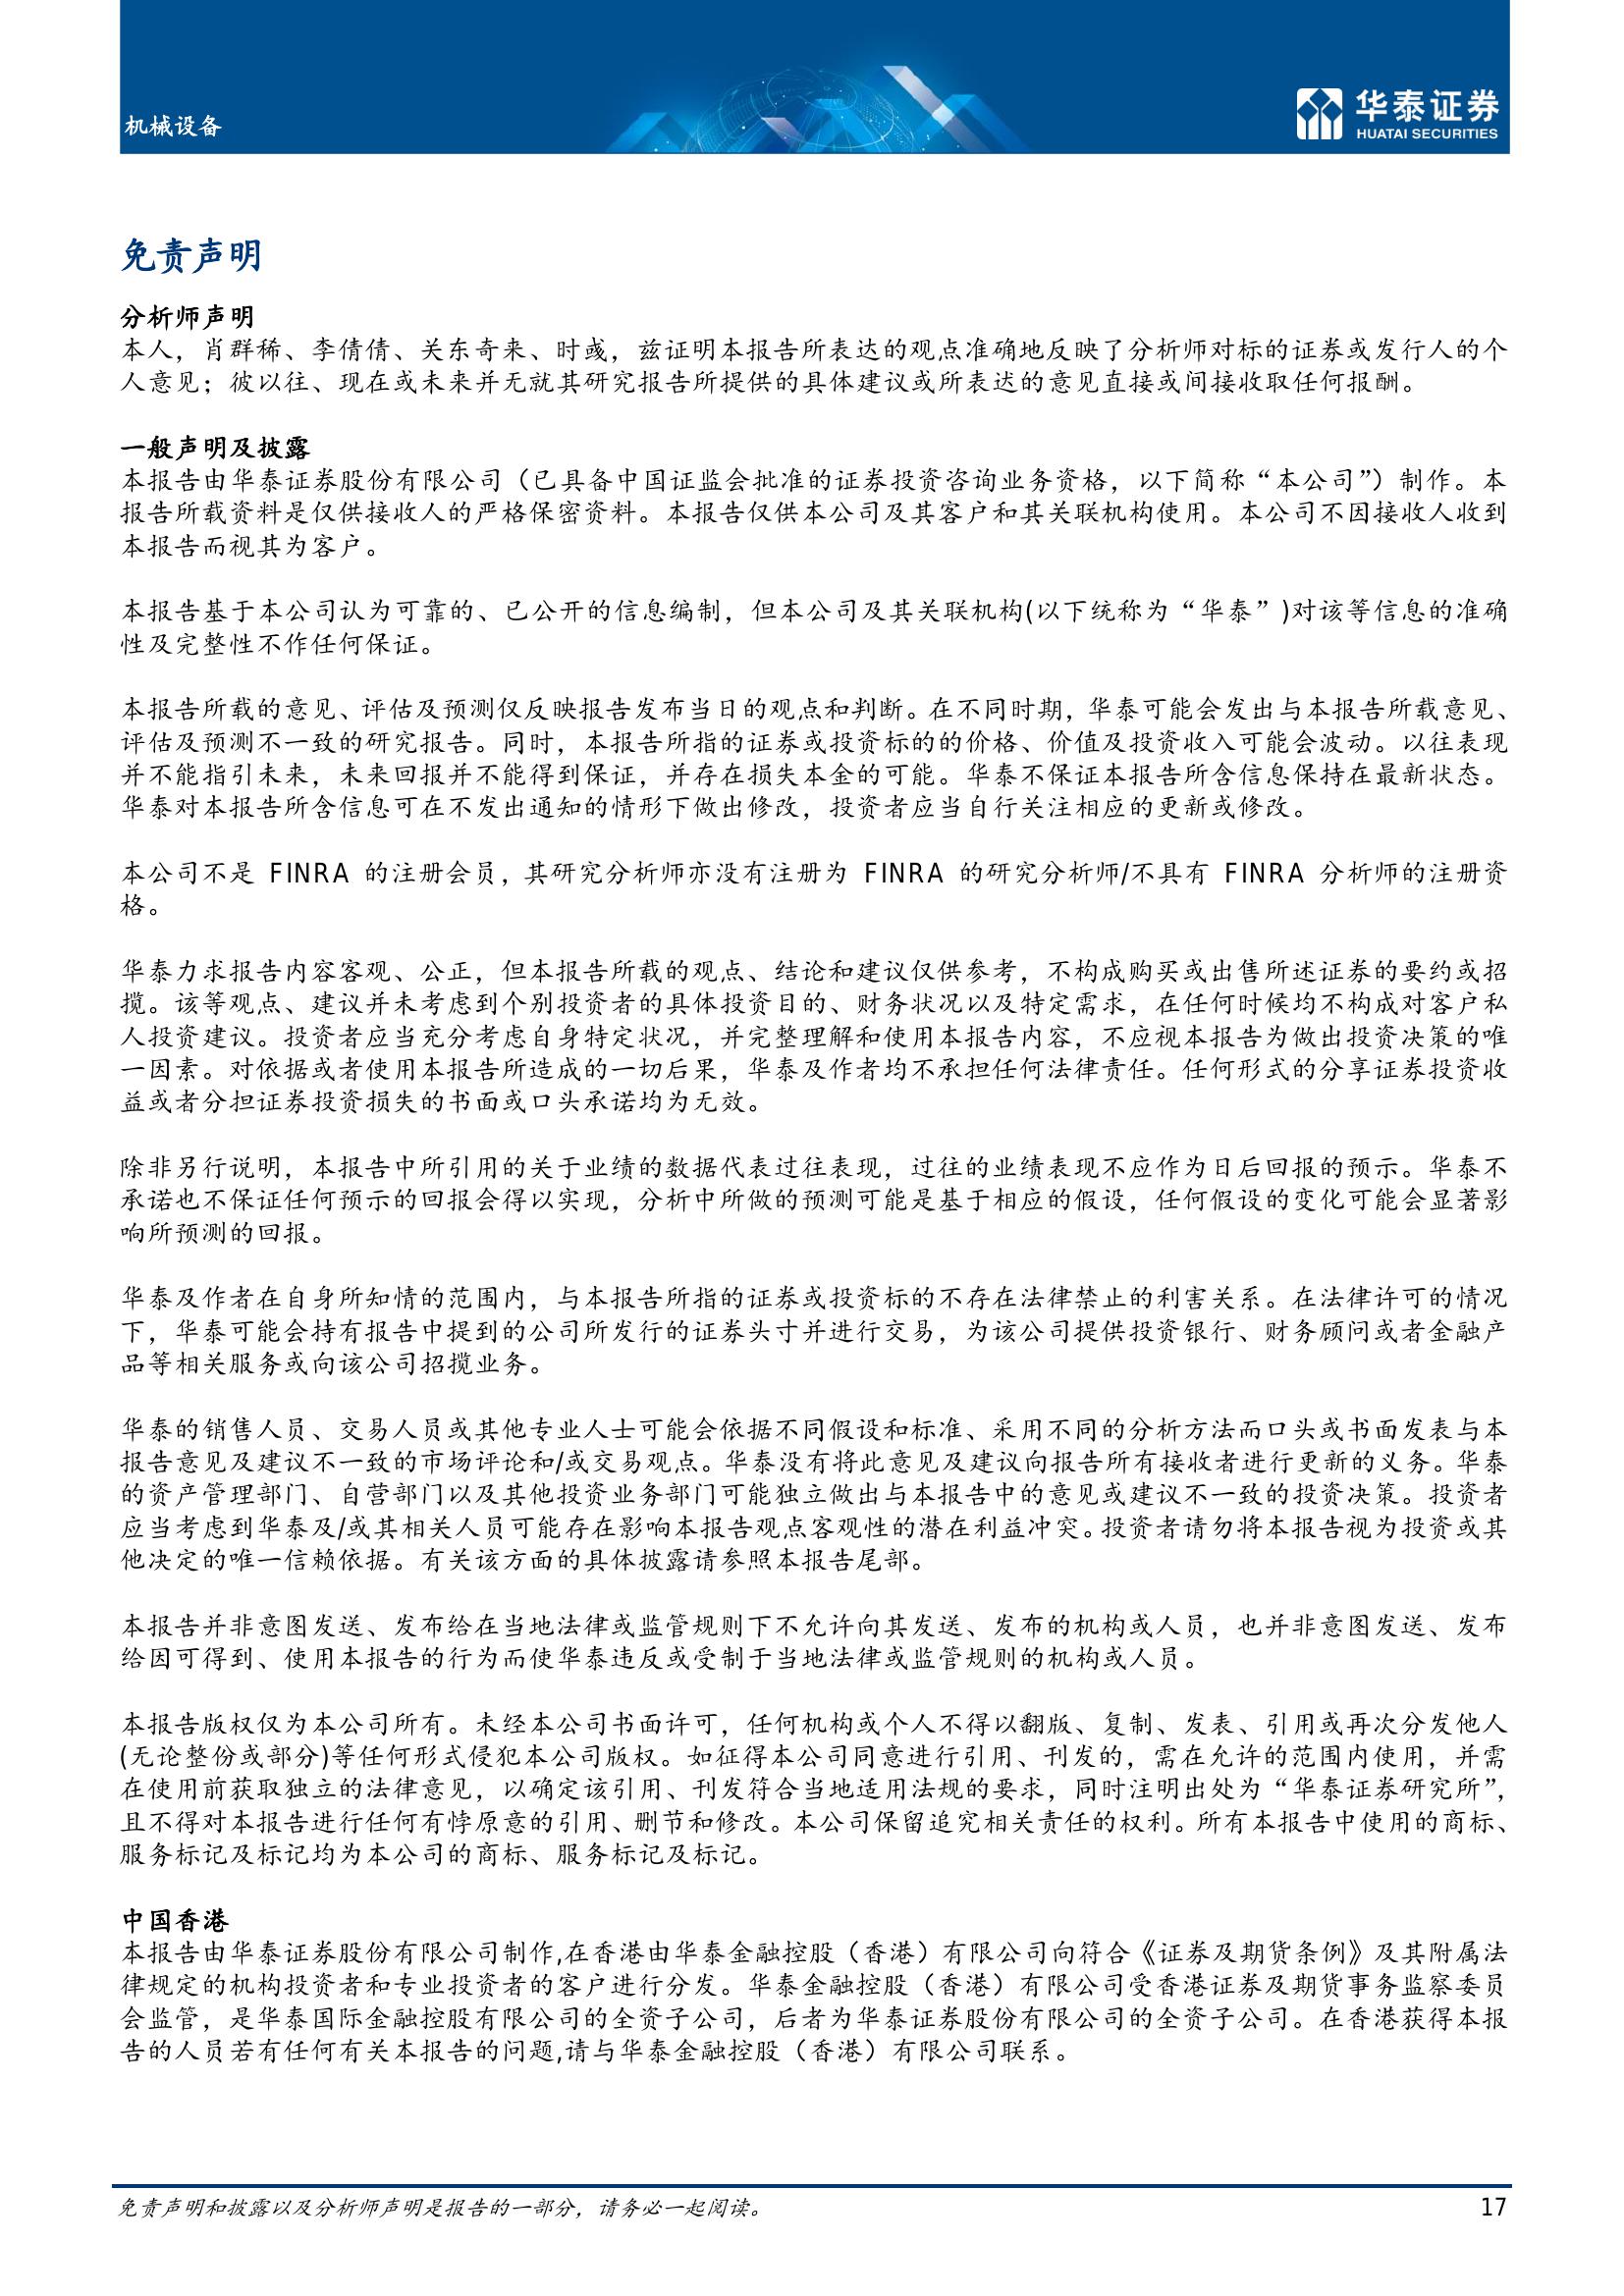 机械设备
华泰证券
HUATAI SECURITIES
免责声明
分析师声明
本人，肖群稀、李倩倩、关东奇来、时彧，兹证明本报告所表达的观点准确地反映了分析师对标的证券或发行人的个
人意见；彼以往、现在或未来并无就其研究报告所提供的具体建议或所表达的意见直接或间接收取任何报酬。
一般声明及披露
本报告由华泰证券股份有限公司（已具备中国证监会批准的证券投资咨询业务资格，以下简称“本公司”）制作。本
报告所载资料是仅供接收人的严格保密资料。本报告仅供本公司及其客户和其关联机构使用。本公司不因接收人收到
本报告而视其为客户。
本报告基于本公司认为可靠的、已公开的信息编制，但本公司及其关联机构(以下统称为“华泰”)对该等信息的准确
性及完整性不作任何保证。
本报告所载的意见、评估及预测仅反映报告发布当日的观点和判断。在不同时期，华泰可能会发出与本报告所载意见、
评估及预测不一致的研究报告。同时，本报告所指的证券或投资标的的价格、价值及投资收入可能会波动。以往表现
并不能指引未来，未来回报并不能得到保证，并存在损失本金的可能。华泰不保证本报告所含信息保持在最新状态。
华泰对本报告所含信息可在不发出通知的情形下做出修改，投资者应当自行关注相应的更新或修改。
本公司不是 FINRA 的注册会员，其研究分析师亦没有注册为 FINRA 的研究分析师/不具有 FINRA 分析师的注册资
格。
华泰力求报告内容客观、公正，但本报告所载的观点、结论和建议仅供参考，不构成购买或出售所述证券的要约或招
揽。该等观点、建议并未考虑到个别投资者的具体投资目的、财务状况以及特定需求，在任何时候均不构成对客户私
人投资建议。投资者应当充分考虑自身特定状况，并完整理解和使用本报告内容，不应视本报告为做出投资决策的唯
一因素。对依据或者使用本报告所造成的一切后果，华泰及作者均不承担任何法律责任。任何形式的分享证券投资收
益或者分担证券投资损失的书面或口头承诺均为无效。
除非另行说明，本报告中所引用的关于业绩的数据代表过往表现，过往的业绩表现不应作为日后回报的预示。华泰不
承诺也不保证任何预示的回报会得以实现，分析中所做的预测可能是基于相应的假设，任何假设的变化可能会显著影
响所预测的回报。
华泰及作者在自身所知情的范围内，与本报告所指的证券或投资标的不存在法律禁止的利害关系。在法律许可的情况
下，华泰可能会持有报告中提到的公司所发行的证券头寸并进行交易，为该公司提供投资银行、财务顾问或者金融产
品等相关服务或向该公司招揽业务。
华泰的销售人员、交易人员或其他专业人士可能会依据不同假设和标准、采用不同的分析方法而口头或书面发表与本
报告意见及建议不一致的市场评论和/或交易观点。华泰没有将此意见及建议向报告所有接收者进行更新的义务。华泰
的资产管理部门、自营部门以及其他投资业务部门可能独立做出与本报告中的意见或建议不一致的投资决策。投资者
应当考虑到华泰及/或其相关人员可能存在影响本报告观点客观性的潜在利益冲突。投资者请勿将本报告视为投资或其
他决定的唯一信赖依据。有关该方面的具体披露请参照本报告尾部。
本报告并非意图发送、发布给在当地法律或监管规则下不允许向其发送、发布的机构或人员，也并非意图发送、发布
给因可得到、使用本报告的行为而使华泰违反或受制于当地法律或监管规则的机构或人员。
本报告版权仅为本公司所有。未经本公司书面许可，任何机构或个人不得以翻版、复制、发表、引用或再次分发他人
(无论整份或部分)等任何形式侵犯本公司版权。如征得本公司同意进行引用、刊发的，需在允许的范围内使用，并需
在使用前获取独立的法律意见，以确定该引用、刊发符合当地适用法规的要求，同时注明出处为“华泰证券研究所”，
且不得对本报告进行任何有悖原意的引用、删节和修改。本公司保留追究相关责任的权利。所有本报告中使用的商标、
服务标记及标记均为本公司的商标、服务标记及标记。
中国香港
本报告由华泰证券股份有限公司制作,在香港由华泰金融控股（香港）有限公司向符合《证券及期货条例》及其附属法
律规定的机构投资者和专业投资者的客户进行分发。华泰金融控股（香港）有限公司受香港证券及期货事务监察委员
会监管，是华泰国际金融控股有限公司的全资子公司，后者为华泰证券股份有限公司的全资子公司。在香港获得本报
告的人员若有任何有关本报告的问题,请与华泰金融控股（香港）有限公司联系。
免责声明和披露以及分析师声明是报告的一部分，请务必一起阅读。
17